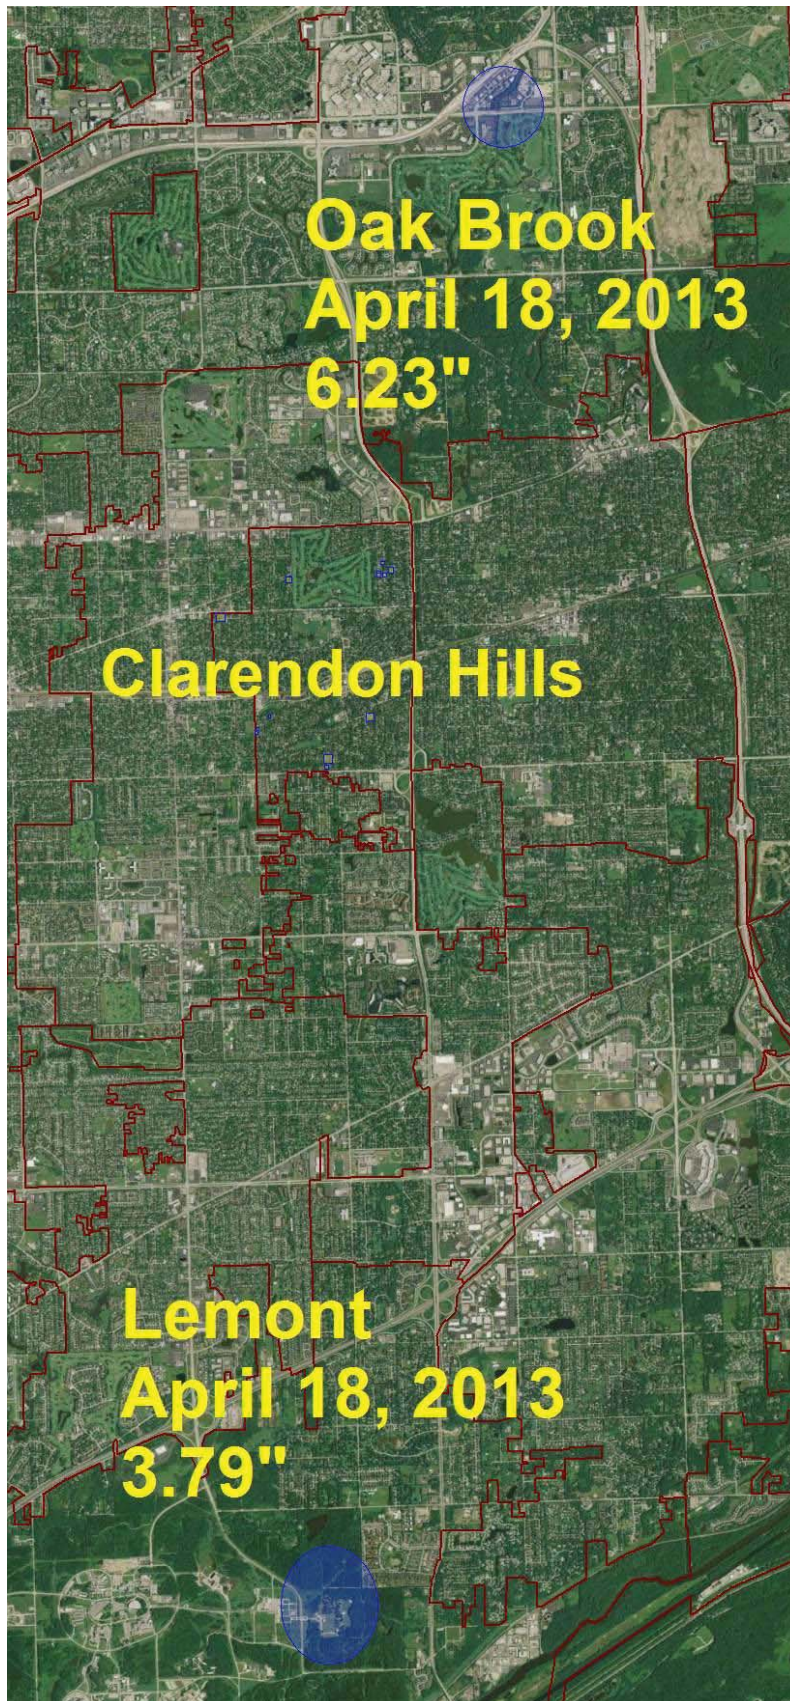 Oak Brook
April 18, 2013
6.23"
Clarendon Hills
Lemont
April 18, 2013
3.79"